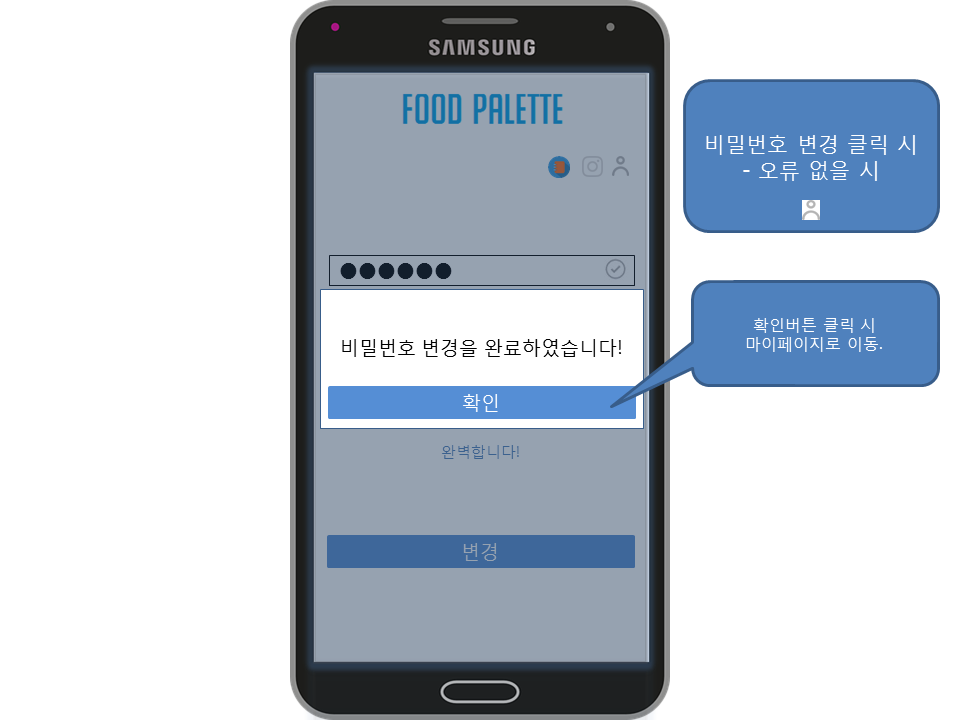 SAMSUNG
FOOD PALETTE
비밀번호 변경을 완료하였습니다!
확인
완벽합니다!
변경
비밀번호 변경 클릭 시
- 오류 없을 시
확인버튼 클릭 시
마이페이지로 이동.